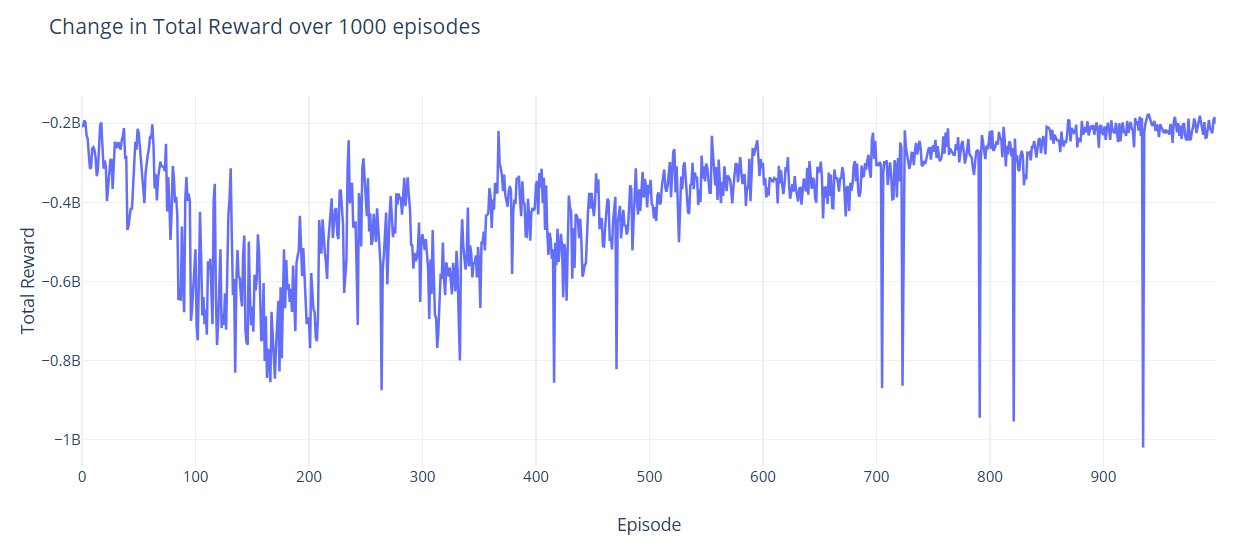 Change in Total Reward over 1000 episodes
Total Reward
−0.2B
−0.4B
−0.6B
−0.8B
−1B
0 100 200 300 400 500 600 700 800 900
Episode